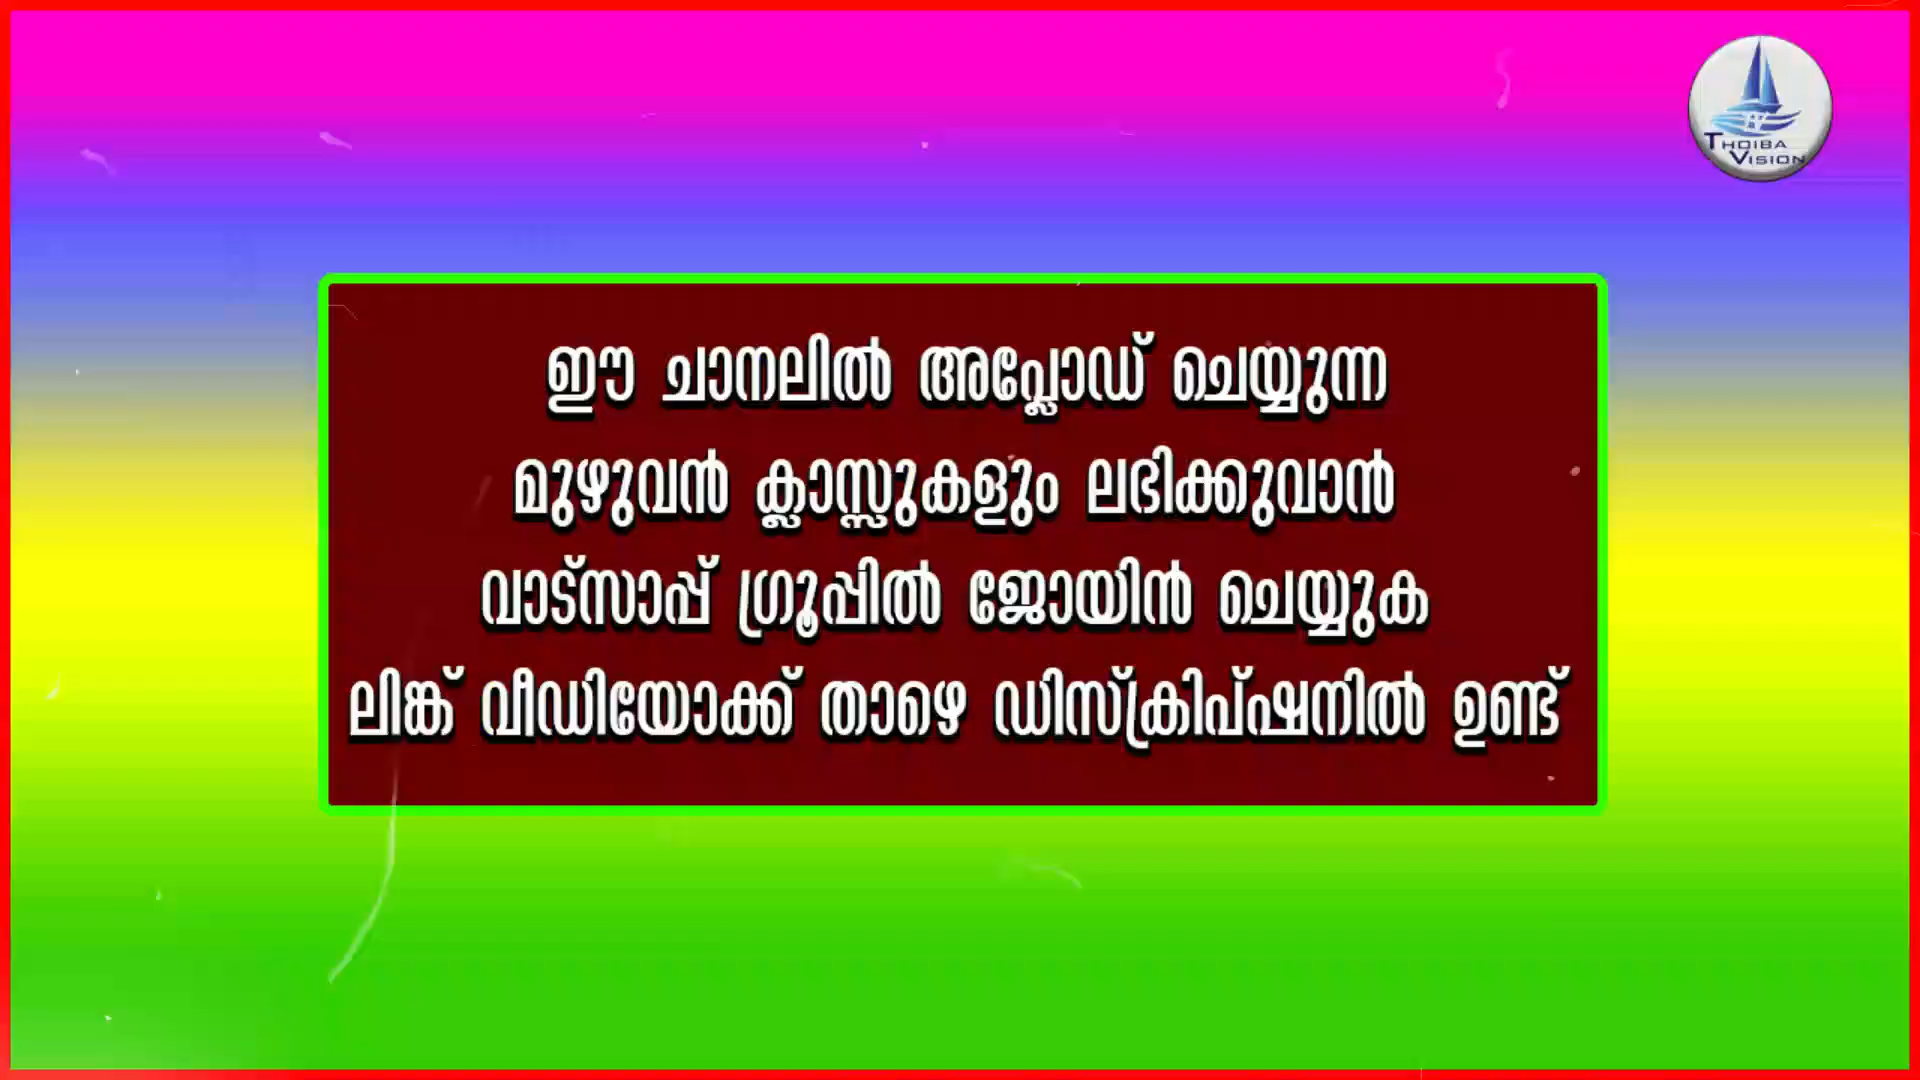 THOIBA
VISION
ഈ ചാനലിൽ അപ്ലോഡ് ചെയ്യുന്ന
മുഴുവൻ ക്ലാസ്സുകളും ലഭിക്കുവാൻ
വാട്സാപ്പ് ഗ്രൂപ്പിൽ ജോയിൻ ചെയ്യുക
ലിങ്ക് വീഡിയോക്ക് താഴെ ഡിസ്ക്രിപ്ഷനിൽ ഉണ്ട്